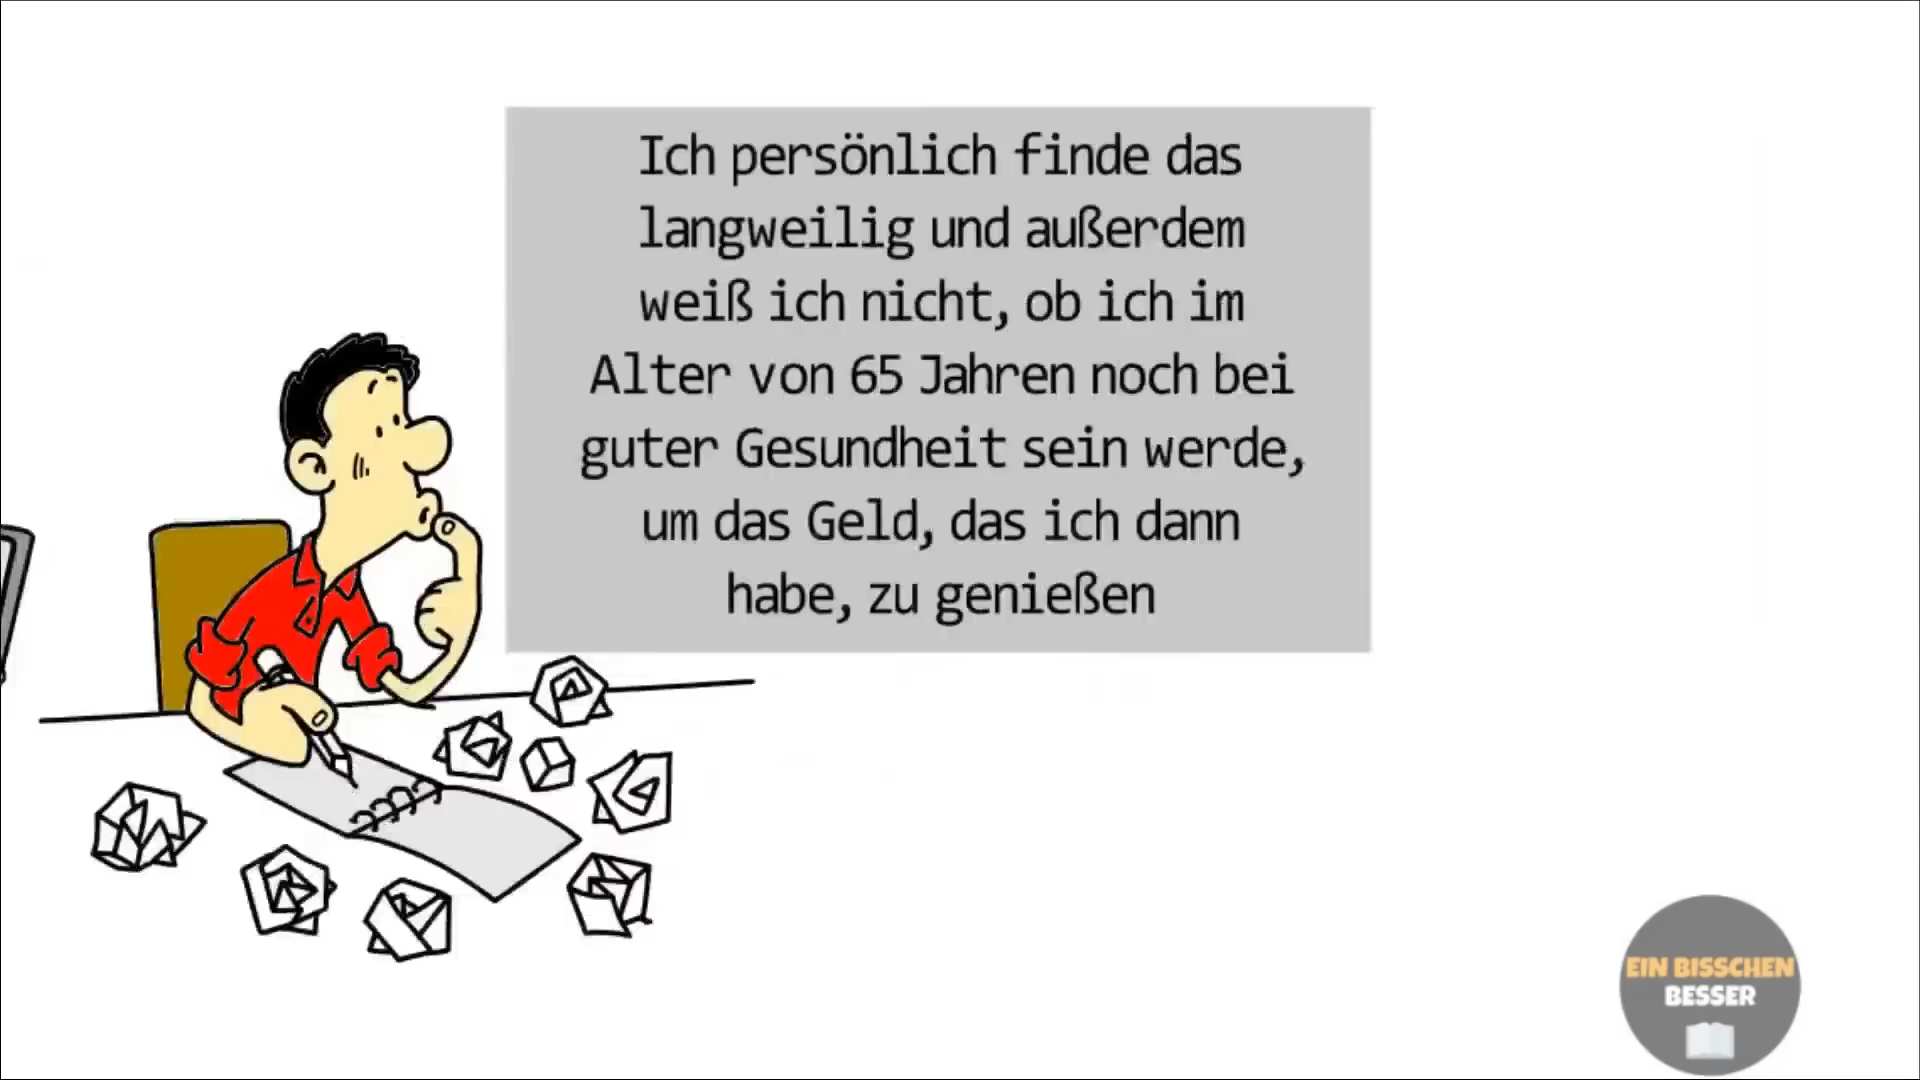 Ich persönlich finde das
langweilig und außerdem
weiß ich nicht, ob ich im
Alter von 65 Jahren noch bei
guter Gesundheit sein werde,
um das Geld, das ich dann
habe, zu genießen
EIN BISSCHEN
BESSER